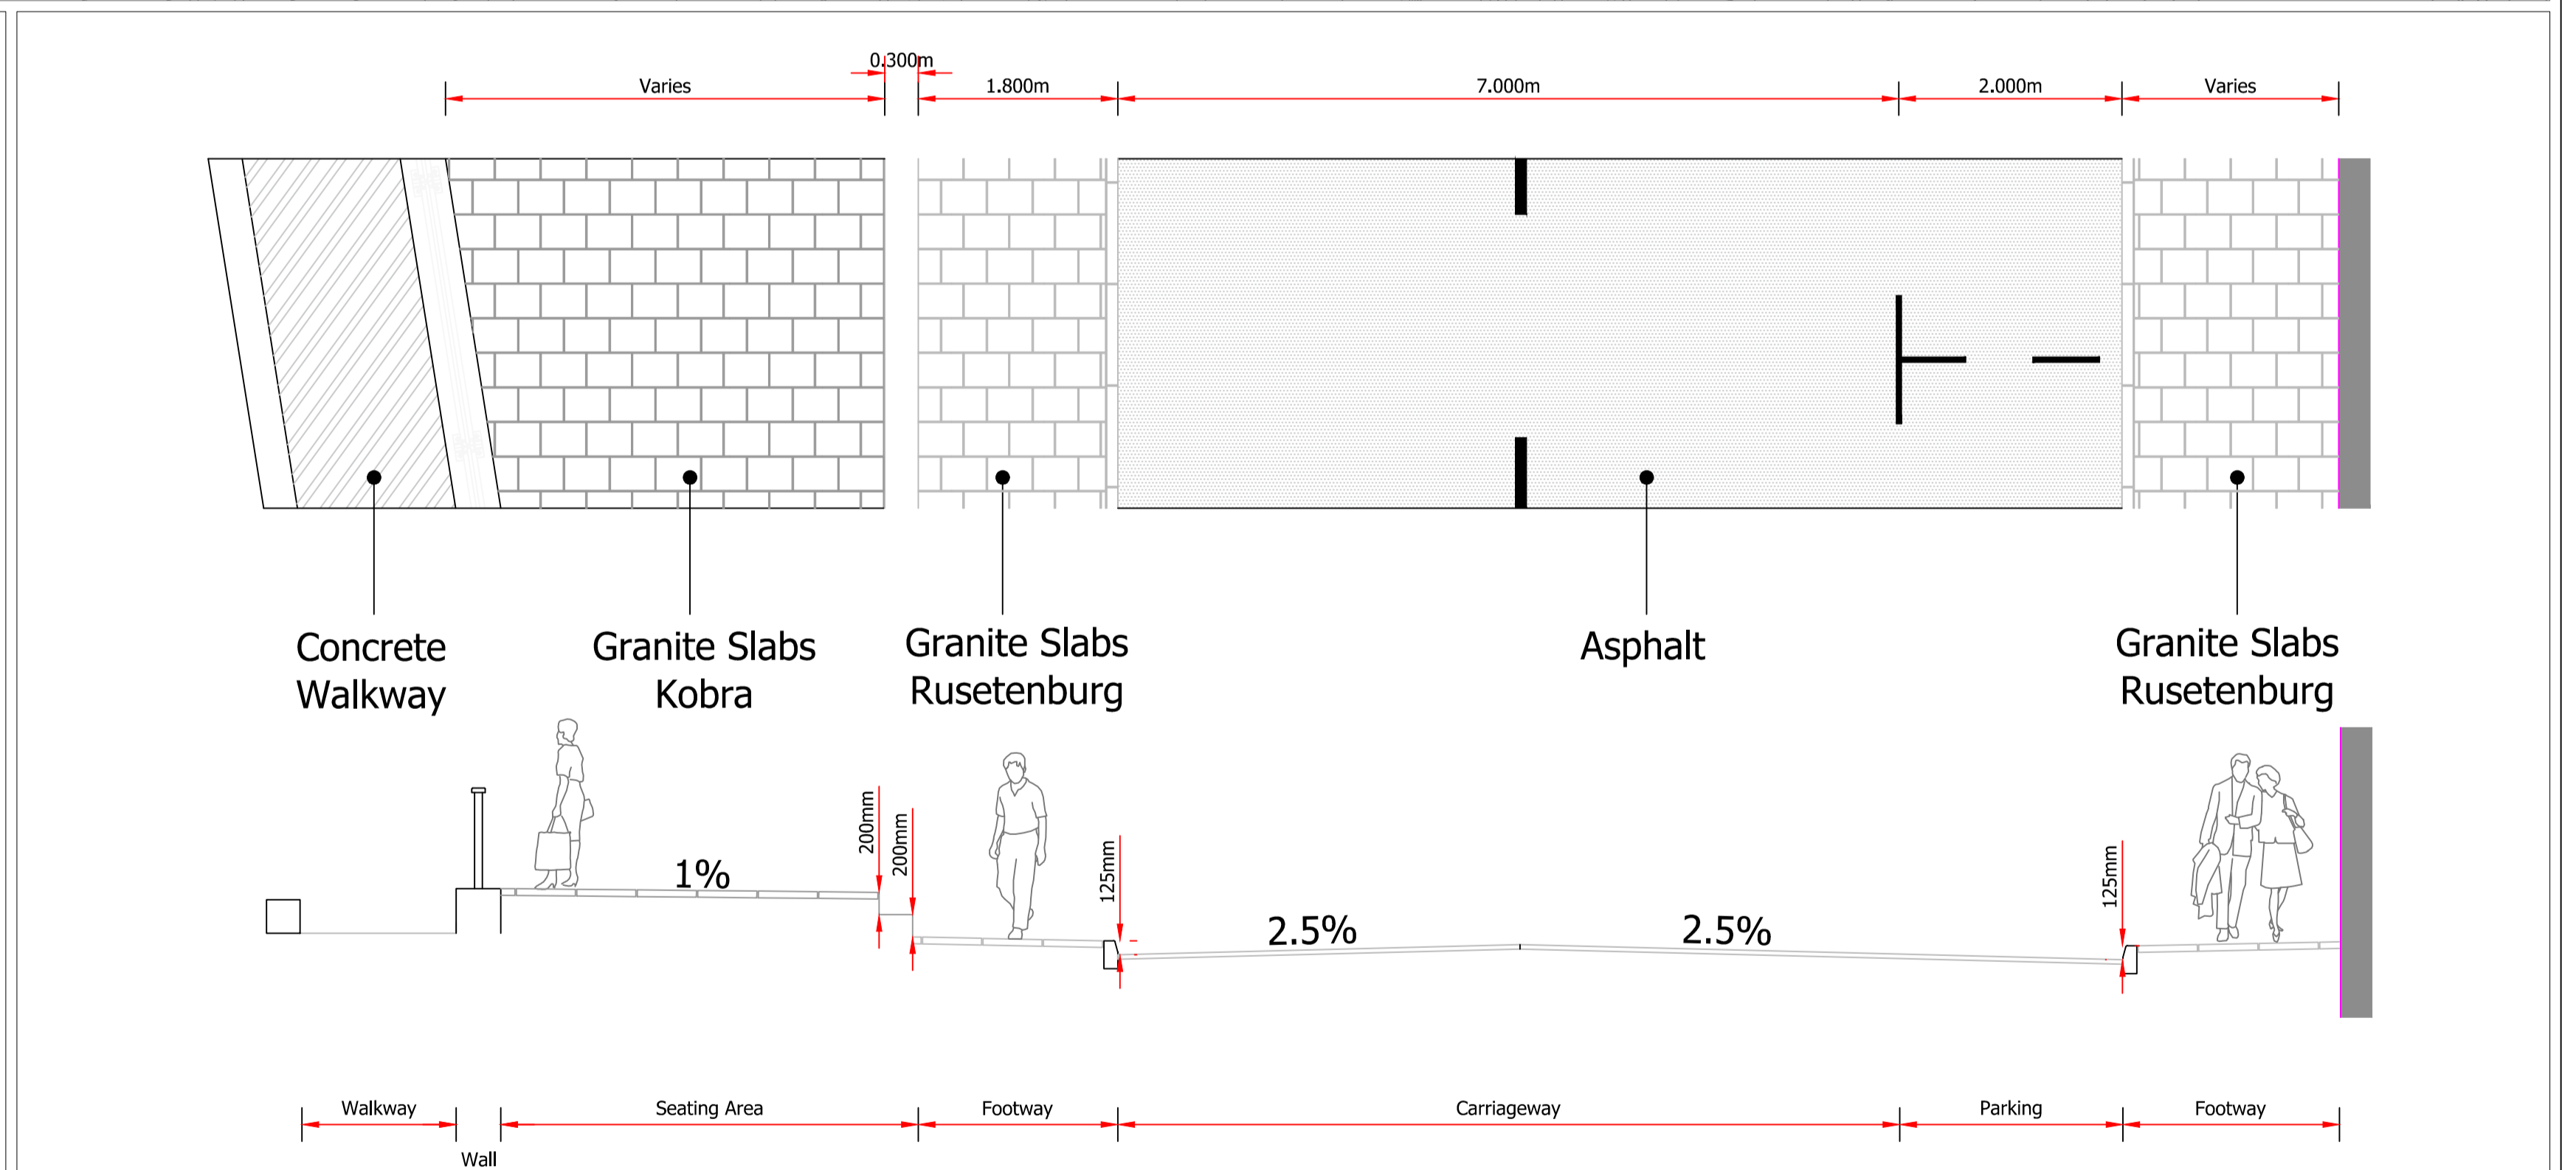 0.300m
Varies
1.800m
7.000m
2.000m
Varies
Concrete
Walkway
Granite Slabs
Kobra
Granite Slabs
Rusetenburg
Asphalt
Granite Slabs
Rusetenburg
1%
200mm
200mm
125mm
2.5%
2.5%
125mm
Walkway
Wall
Seating Area
Footway
Carriageway
Parking
Footway